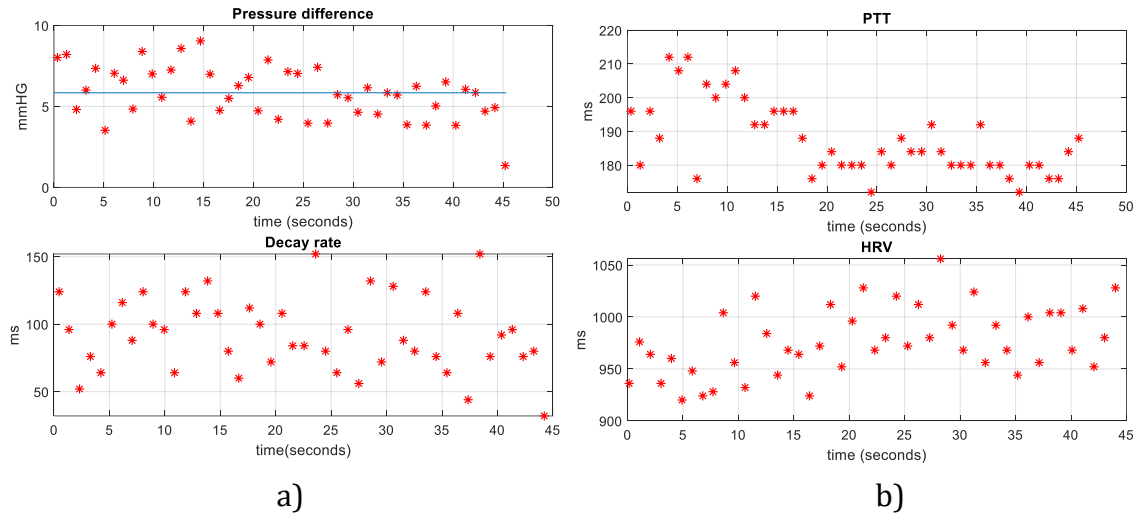 Pressure difference
10
5
0
mmHG
0 5 10 15 20 25 30 35 40 45 50
time (seconds)
Decay rate
150
100
50
ms
0 5 10 15 20 25 30 35 40 45
time(seconds)
a)
PTT
220
210
200
190
180
ms
0 5 10 15 20 25 30 35 40 45 50
time (seconds)
HRV
1050
1000
950
900
ms
0 5 10 15 20 25 30 35 40 45
time (seconds)
b)